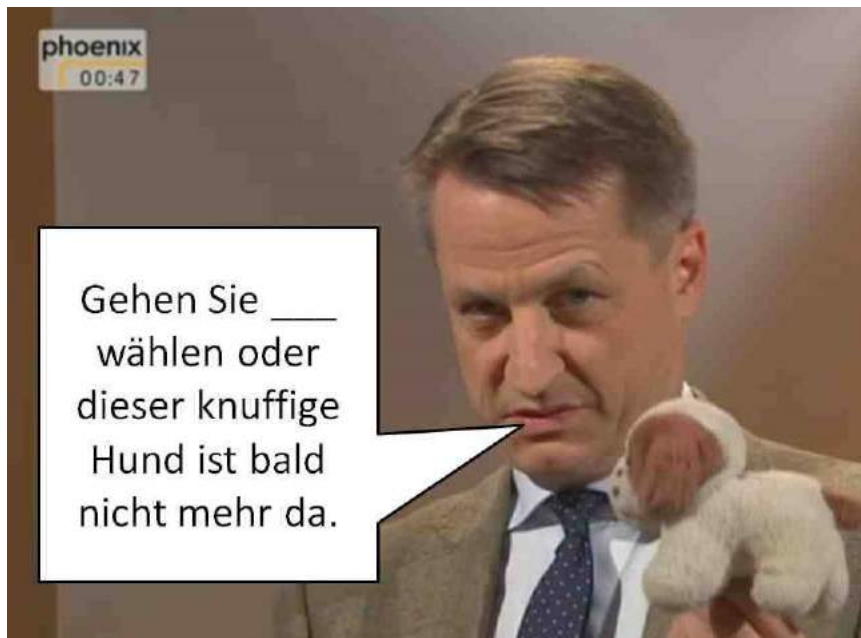 phoenix
00:47
Gehen Sie ___
wählen oder
dieser knuffige
Hund ist bald
nicht mehr da.